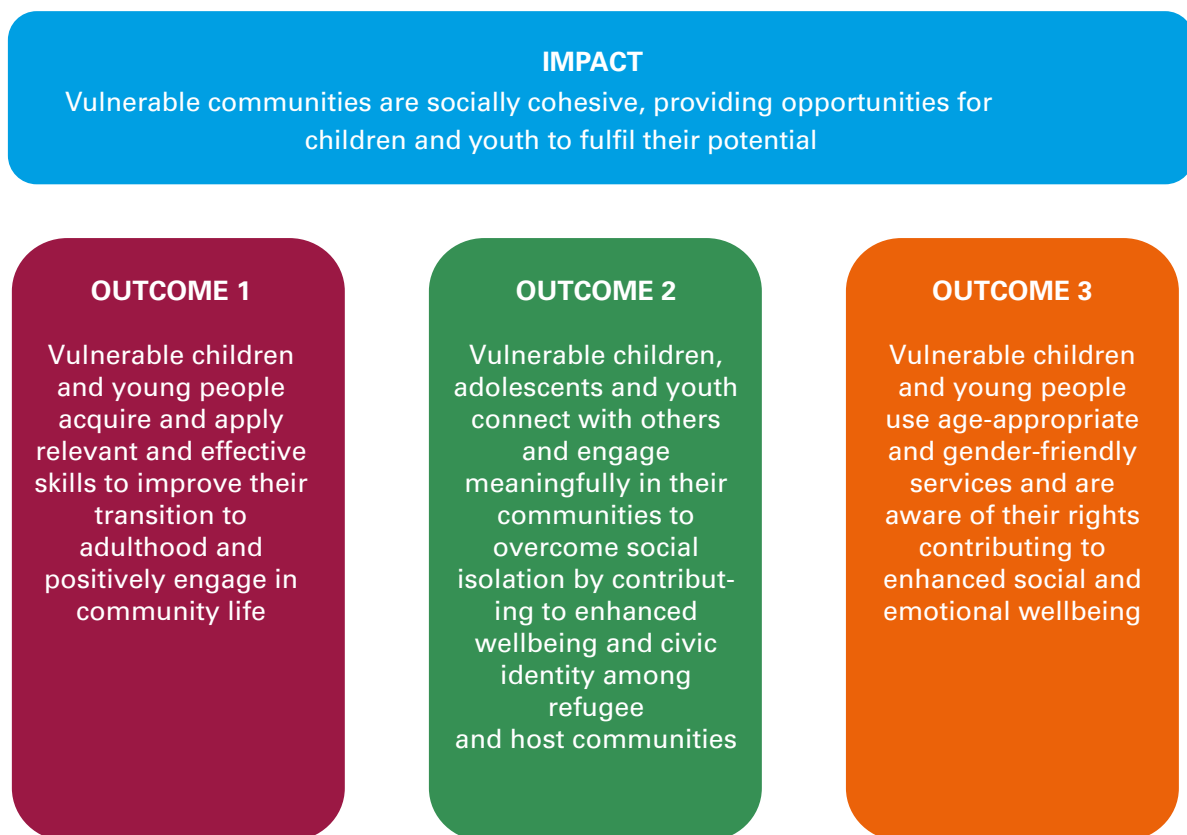 IMPACT
Vulnerable communities are socially cohesive, providing opportunities for
children and youth to fulfil their potential
OUTCOME 1
Vulnerable children
and young people
acquire and apply
relevant and effective
skills to improve their
transition to
adulthood and
positively engage in
community life
OUTCOME 2
Vulnerable children,
adolescents and youth
connect with others
and engage
meaningfully in their
communities to
overcome social
isolation by contribut-
ing to enhanced
wellbeing and civic
identity among
refugee
and host communities
OUTCOME 3
Vulnerable children
and young people
use age-appropriate
and gender-friendly
services and are
aware of their rights
contributing to
enhanced social and
emotional wellbeing